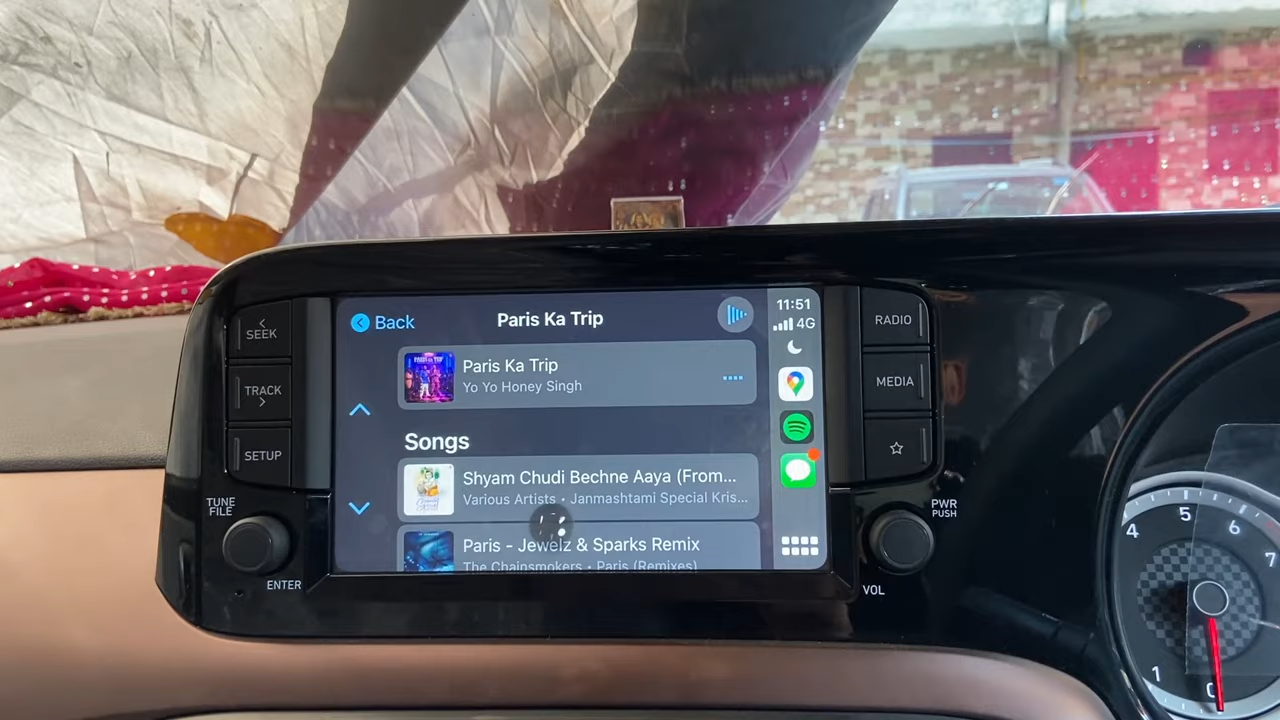 SEEK
TRACK
SETUP
TUNE
FILE
ENTER
Back
Paris Ka Trip
Paris Ka Trip
Yo Yo Honey Singh
Songs
Shyam Chudi Bechne Aaya (From...
Various Artists • Janmashtami Special Kris...
Paris - Jewelz & Sparks Remix
The Chainsmokers • Paris (Remixes)
11:51
4G
RADIO
MEDIA
PWR
PUSH
VOL
4
5
6
7
1